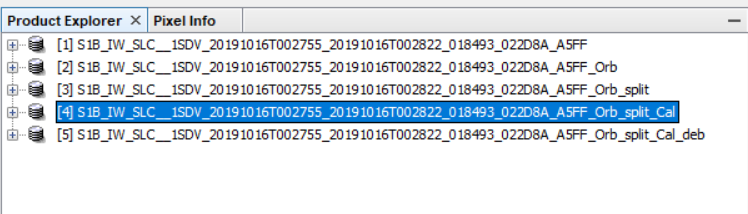 Product Explorer × Pixel Info
[1] S1B_IW_SLC__1SDV_20191016T002755_20191016T002822_018493_022D8A_A5FF
[2] S1B_IW_SLC__1SDV_20191016T002755_20191016T002822_018493_022D8A_A5FF_Orb
[3] S1B_IW_SLC__1SDV_20191016T002755_20191016T002822_018493_022D8A_A5FF_Orb_split
[4] S1B_IW_SLC__1SDV_20191016T002755_20191016T002822_018493_022D8A_A5FF_Orb_split_Cal
[5] S1B_IW_SLC__1SDV_20191016T002755_20191016T002822_018493_022D8A_A5FF_Orb_split_Cal_deb